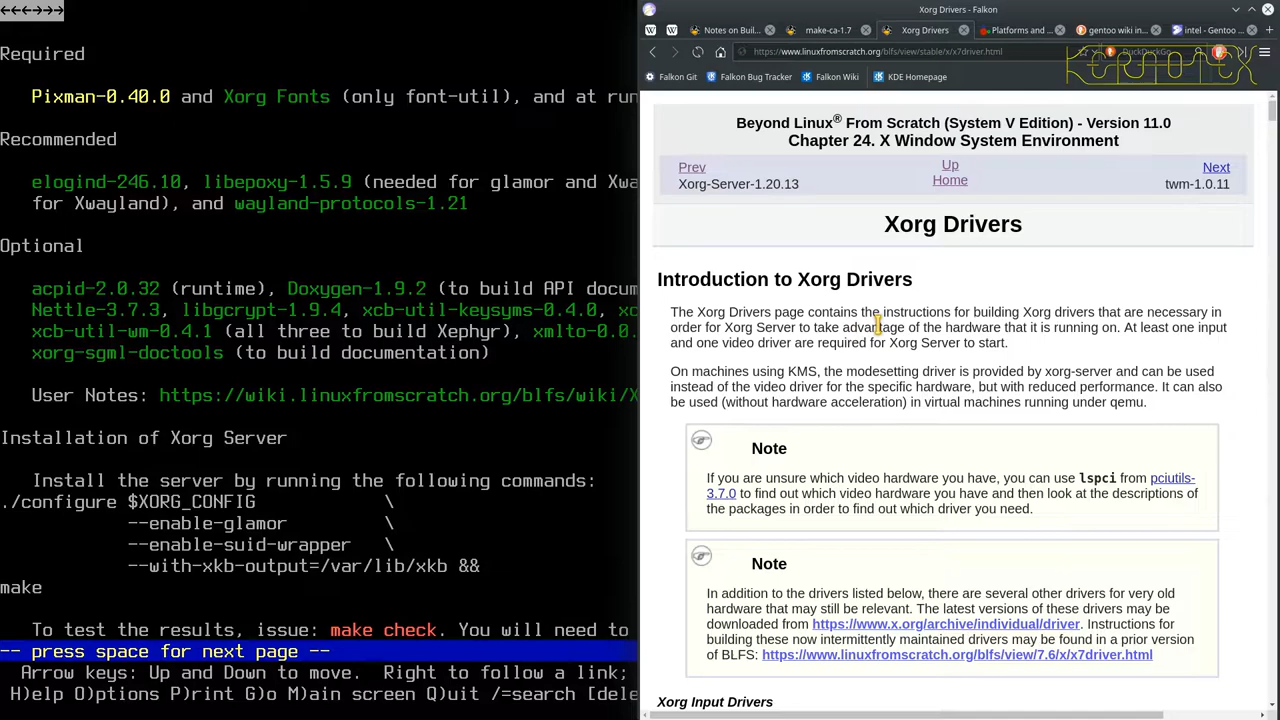 ←←←→→→
Required
Pixman-0.40.0 and Xorg Fonts (only font-util), and at run
Recommended
elogind-246.10, libepoxy-1.5.9 (needed for glamor and Xwa
for Xwayland), and wayland-protocols-1.21
Optional
acpid-2.0.32 (runtime), Doxygen-1.9.2 (to build API docum
Nettle-3.7.3, libgcrypt-1.9.4, xcb-util-keysyms-0.4.0, xc
xcb-util-wm-0.4.1 (all three to build Xephyr), xmlto-0.0.
xorg-sgml-doctools (to build documentation)
User Notes: https://wiki.linuxfromscratch.org/blfs/wiki/X
Installation of Xorg Server
Install the server by running the following commands:
./configure $XORG_CONFIG \
--enable-glamor \
--enable-suid-wrapper \
--with-xkb-output=/var/lib/xkb &&
make
To test the results, issue: make check. You will need to
-- press space for next page --
Arrow keys: Up and Down to move. Right to follow a link;
H)elp O)ptions P)rint G)o M)ain screen Q)uit /=search [dele
Xorg Drivers - Falkon
Notes on Buil...
make-ca-1.7
Xorg Drivers
Platforms and ...
gentoo wiki in...
intel - Gentoo ...
https://www.linuxfromscratch.org/blfs/view/stable/x/x7driver.html
DuckDuckGo
Falkon Git
Falkon Bug Tracker
Falkon Wiki
KDE Homepage
Beyond Linux® From Scratch (System V Edition) - Version 11.0
Chapter 24. X Window System Environment
Prev
Up
Next
Xorg-Server-1.20.13
Home
twm-1.0.11
Xorg Drivers
Introduction to Xorg Drivers
The Xorg Drivers page contains the instructions for building Xorg drivers that are necessary in
order for Xorg Server to take advantage of the hardware that it is running on. At least one input
and one video driver are required for Xorg Server to start.
On machines using KMS, the modesetting driver is provided by xorg-server and can be used
instead of the video driver for the specific hardware, but with reduced performance. It can also
be used (without hardware acceleration) in virtual machines running under qemu.
Note
If you are unsure which video hardware you have, you can use lspci from pciutils-
3.7.0 to find out which video hardware you have and then look at the descriptions of
the packages in order to find out which driver you need.
Note
In addition to the drivers listed below, there are several other drivers for very old
hardware that may still be relevant. The latest versions of these drivers may be
downloaded from https://www.x.org/archive/individual/driver. Instructions for
building these now intermittently maintained drivers may be found in a prior version
of BLFS: https://www.linuxfromscratch.org/blfs/view/7.6/x/x7driver.html
Xorg Input Drivers